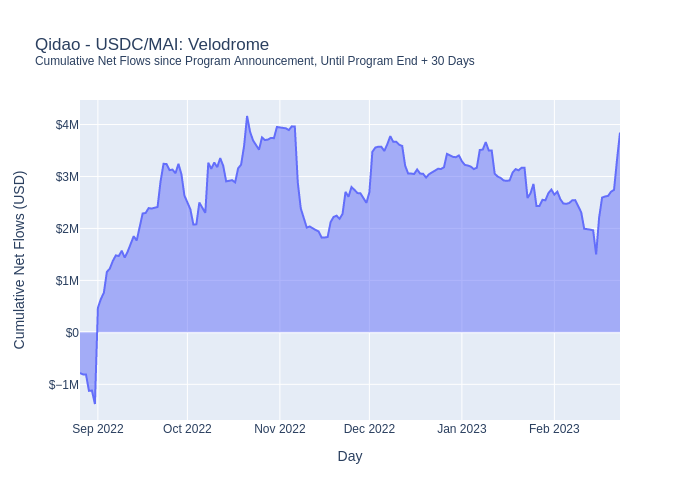 Qidao - USDC/MAI: Velodrome
Cumulative Net Flows since Program Announcement, Until Program End + 30 Days
Cumulative Net Flows (USD)
$4M
$3M
$2M
$1M
$0
$−1M
Sep 2022
Oct 2022
Nov 2022
Dec 2022
Jan 2023
Feb 2023
Day